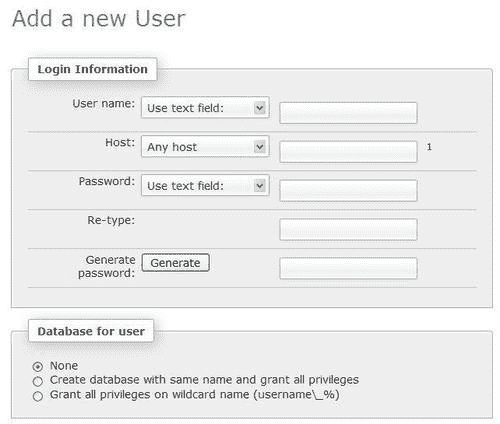 Add a new User
Login Information
User name: Use text field:
Host: Any host 1
Password: Use text field:
Re-type:
Generate
password: Generate
Database for user
None
Create database with same name and grant all privileges
Grant all privileges on wildcard name (username\_%)